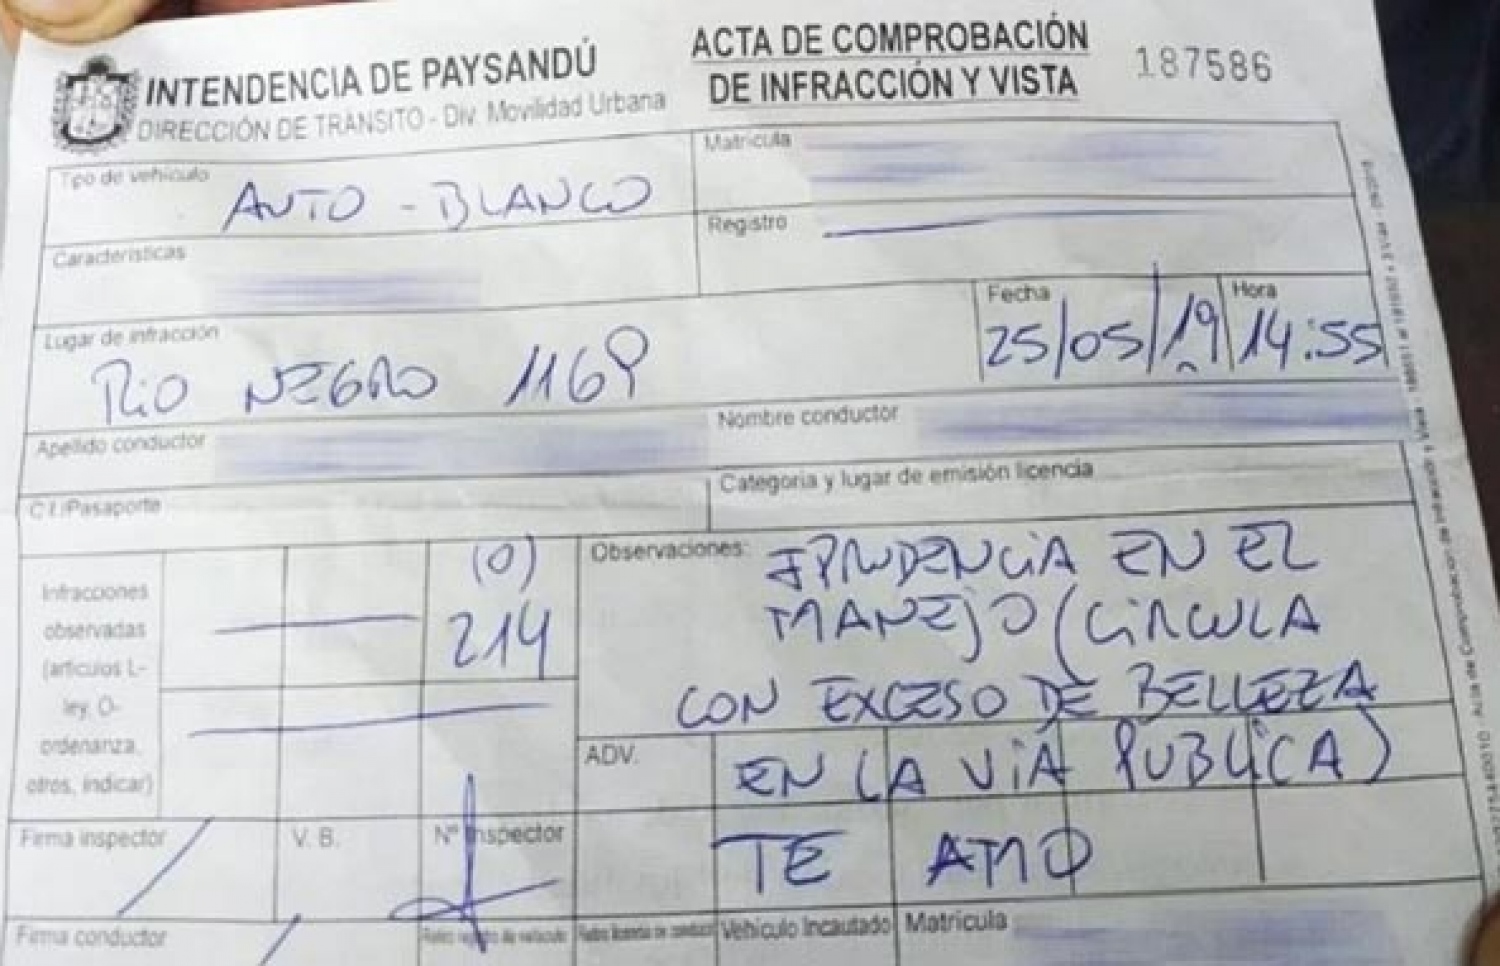 INTENDENCIA DE PAYSANDÚ
DIRECCIÓN DE TRÁNSITO - Div. Movilidad Urbana
ACTA DE COMPROBACIÓN
DE INFRACCIÓN Y VISTA
187586
Tipo de vehículo
AUTO - BLANCO
Matrícula
Características
Registro
Lugar de infracción
RIO NEGRO 1169
Fecha
25/05/19
Hora
14:55
Apellido conductor
Nombre conductor
C.I./Pasaporte
Categoría y lugar de emisión licencia
Infracciones
observadas
(artículos L-
ley, O-
ordenanza,
otros, indicar)
(O)
214
Observaciones:
IPRUDENCIA EN EL
MANEJO (CIRCULA
CON EXCESO DE BELLEZA
EN LA VIA PUBLICA)
TE AMO
ADV.
Firma inspector
V. B.
Nº Inspector
Firma conductor
Vehículo Incautado
Matrícula